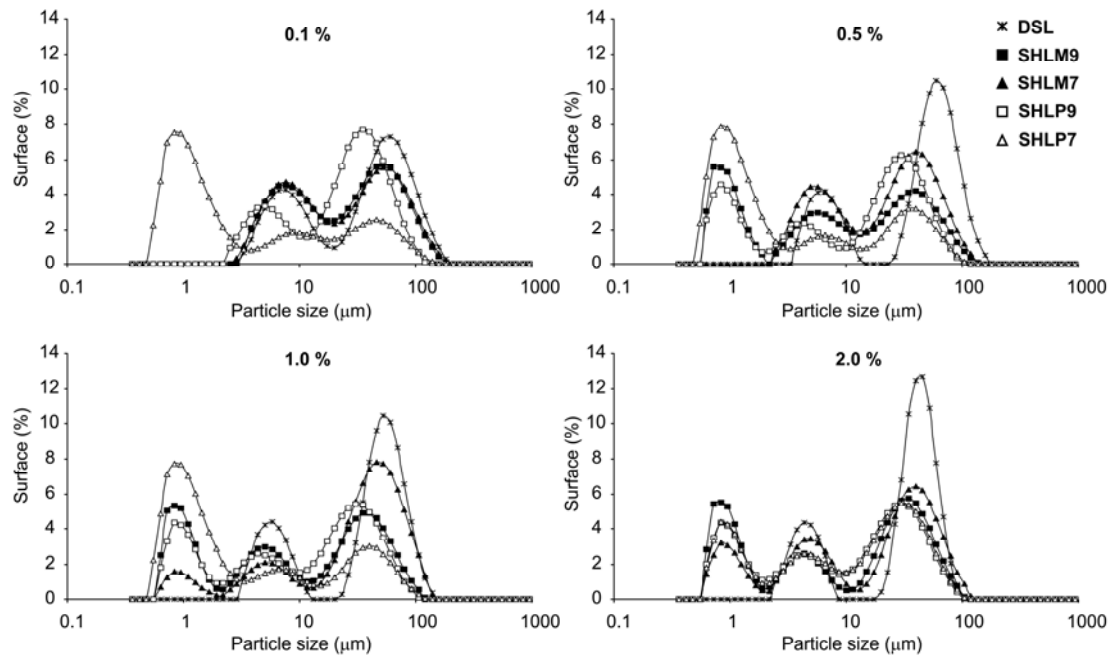 0.1 %
14
12
10
8
6
4
2
0
Surface (%)
0.1 1 10 100 1000
Particle size (μm)
0.5 %
14
12
10
8
6
4
2
0
Surface (%)
0.1 1 10 100 1000
Particle size (μm)
DSL
SHLM9
SHLM7
SHLP9
SHLP7
1.0 %
14
12
10
8
6
4
2
0
Surface (%)
0.1 1 10 100 1000
Particle size (μm)
2.0 %
14
12
10
8
6
4
2
0
Surface (%)
0.1 1 10 100 1000
Particle size (μm)